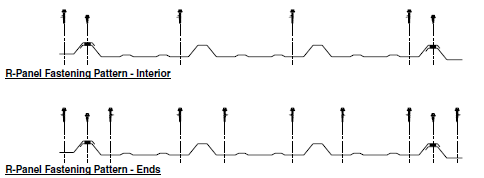 R-Panel Fastening Pattern - Interior
R-Panel Fastening Pattern - Ends